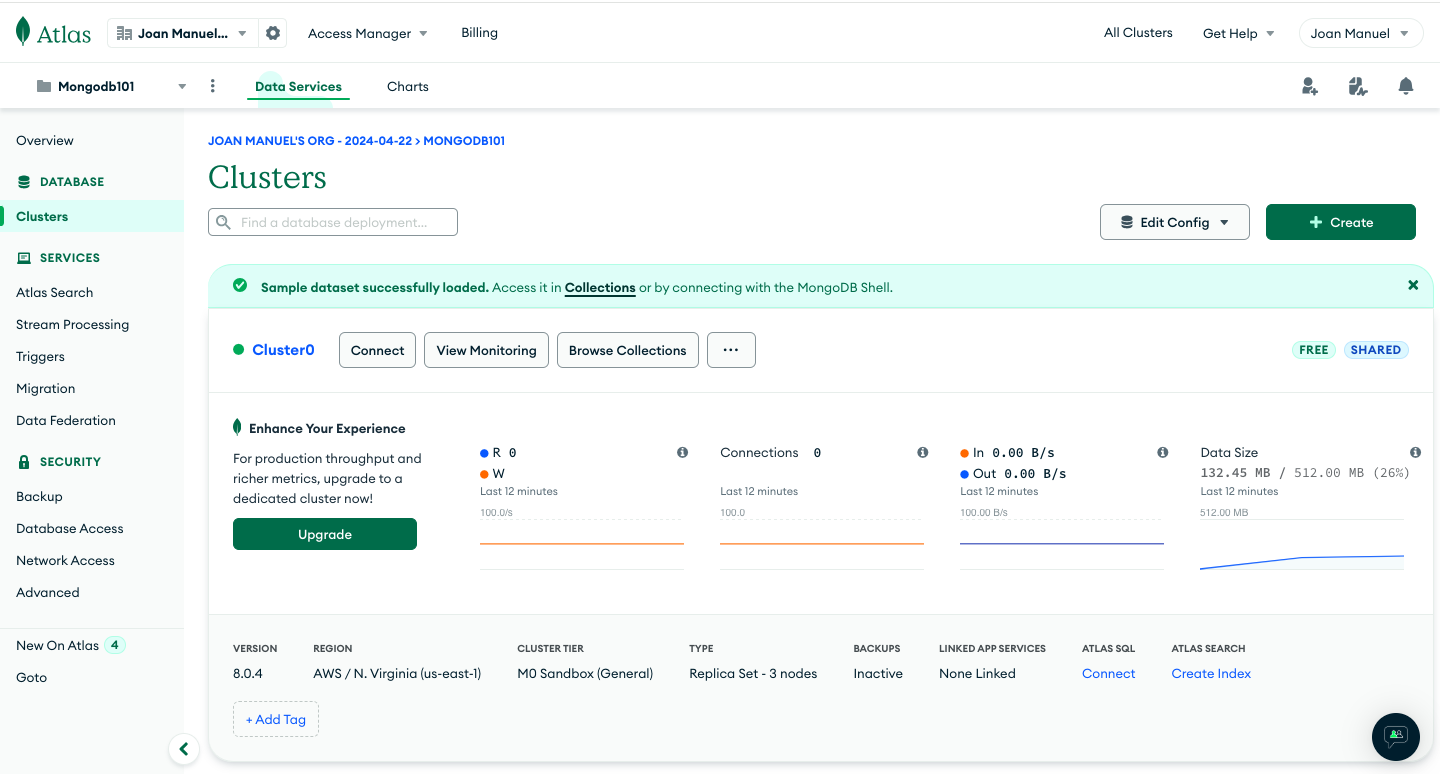 Atlas
Joan Manuel...
Access Manager
Billing
All Clusters
Get Help
Joan Manuel
Mongodb101
Data Services
Charts
Overview
DATABASE
Clusters
SERVICES
Atlas Search
Stream Processing
Triggers
Migration
Data Federation
SECURITY
Backup
Database Access
Network Access
Advanced
New On Atlas 4
Goto
JOAN MANUEL'S ORG - 2024-04-22 > MONGODB101
Clusters
Find a database deployment...
Edit Config
+ Create
Sample dataset successfully loaded. Access it in Collections or by connecting with the MongoDB Shell.
Cluster0
Connect
View Monitoring
Browse Collections
...
FREE
SHARED
Enhance Your Experience
For production throughput and
richer metrics, upgrade to a
dedicated cluster now!
Upgrade
R 0
W
Last 12 minutes
100.0/s
Connections 0
Last 12 minutes
100.0
In 0.00 B/s
Out 0.00 B/s
Last 12 minutes
100.00 B/s
Data Size
132.45 MB / 512.00 MB (26%)
Last 12 minutes
512.00 MB
VERSION
8.0.4
REGION
AWS / N. Virginia (us-east-1)
CLUSTER TIER
M0 Sandbox (General)
TYPE
Replica Set - 3 nodes
BACKUPS
Inactive
LINKED APP SERVICES
None Linked
ATLAS SQL
Connect
ATLAS SEARCH
Create Index
+ Add Tag